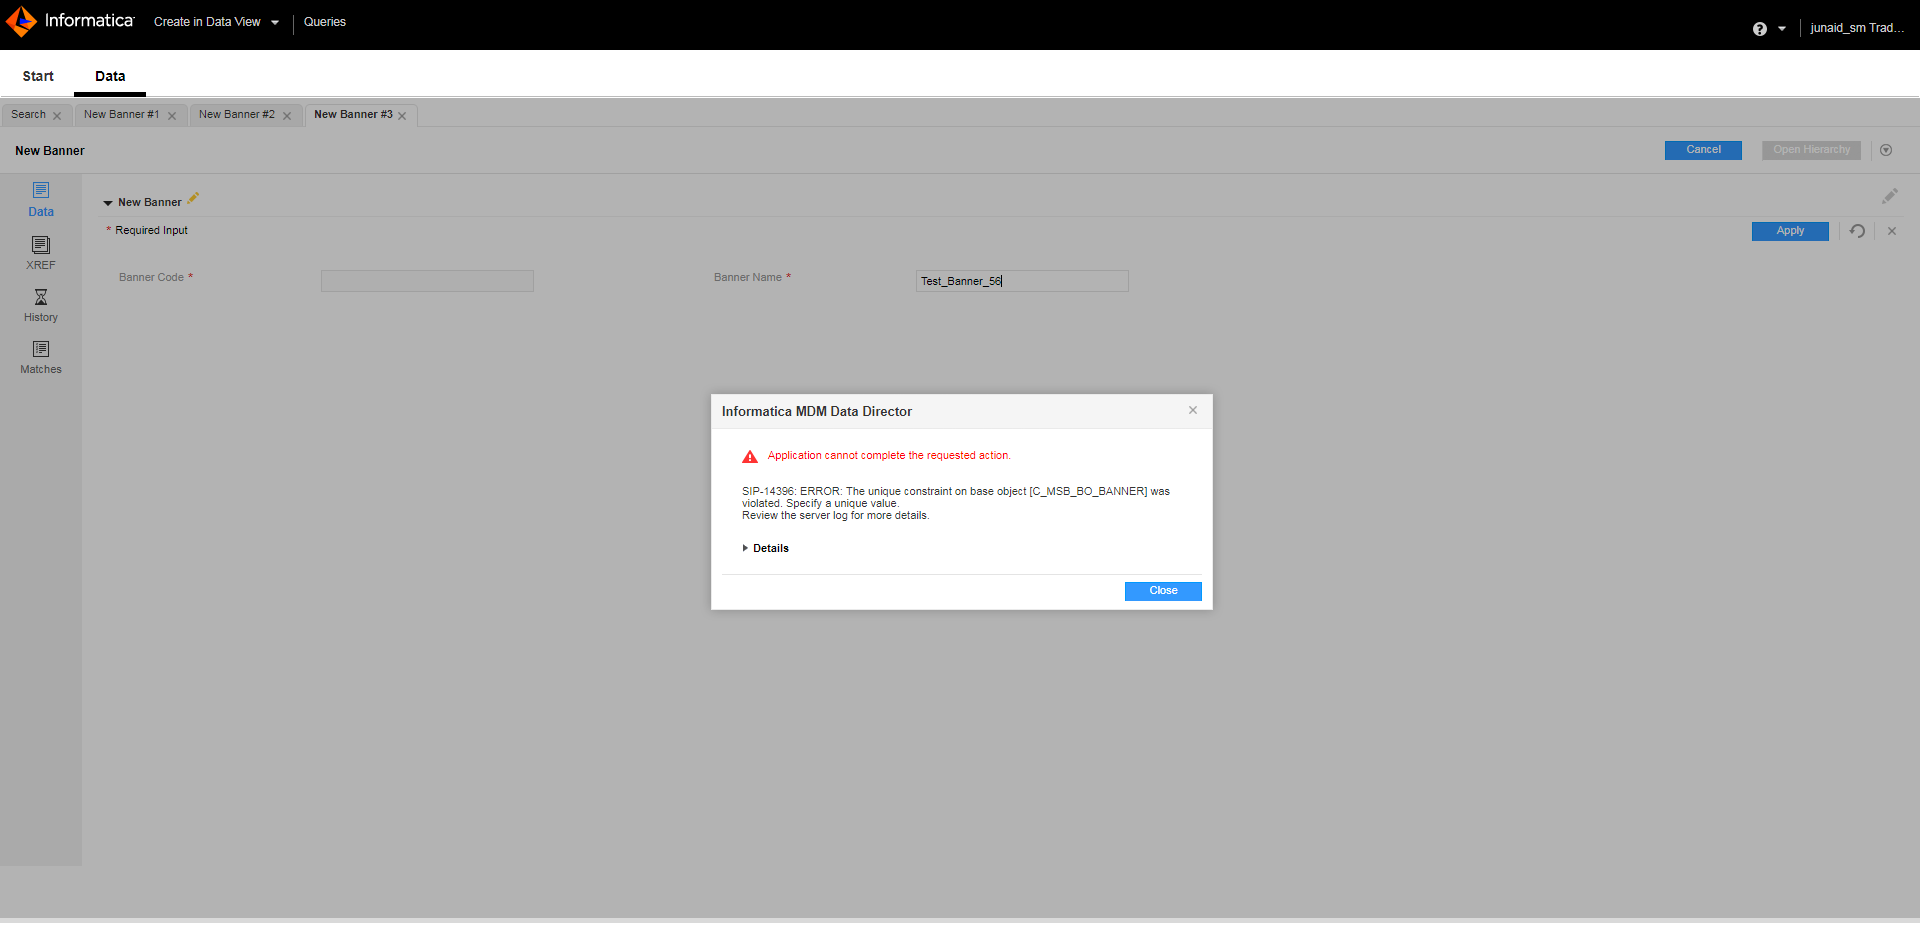 Informatica Create in Data View Queries junaid_sm Trad...
Start Data
Search New Banner #1 New Banner #2 New Banner #3
New Banner Cancel Open Hierarchy
Data
New Banner
* Required Input Apply
XREF
Banner Code * Banner Name * Test_Banner_56
History
Matches
Informatica MDM Data Director
Application cannot complete the requested action.
SIP-14396: ERROR: The unique constraint on base object [C_MSB_BO_BANNER] was
violated. Specify a unique value.
Review the server log for more details.
Details
Close